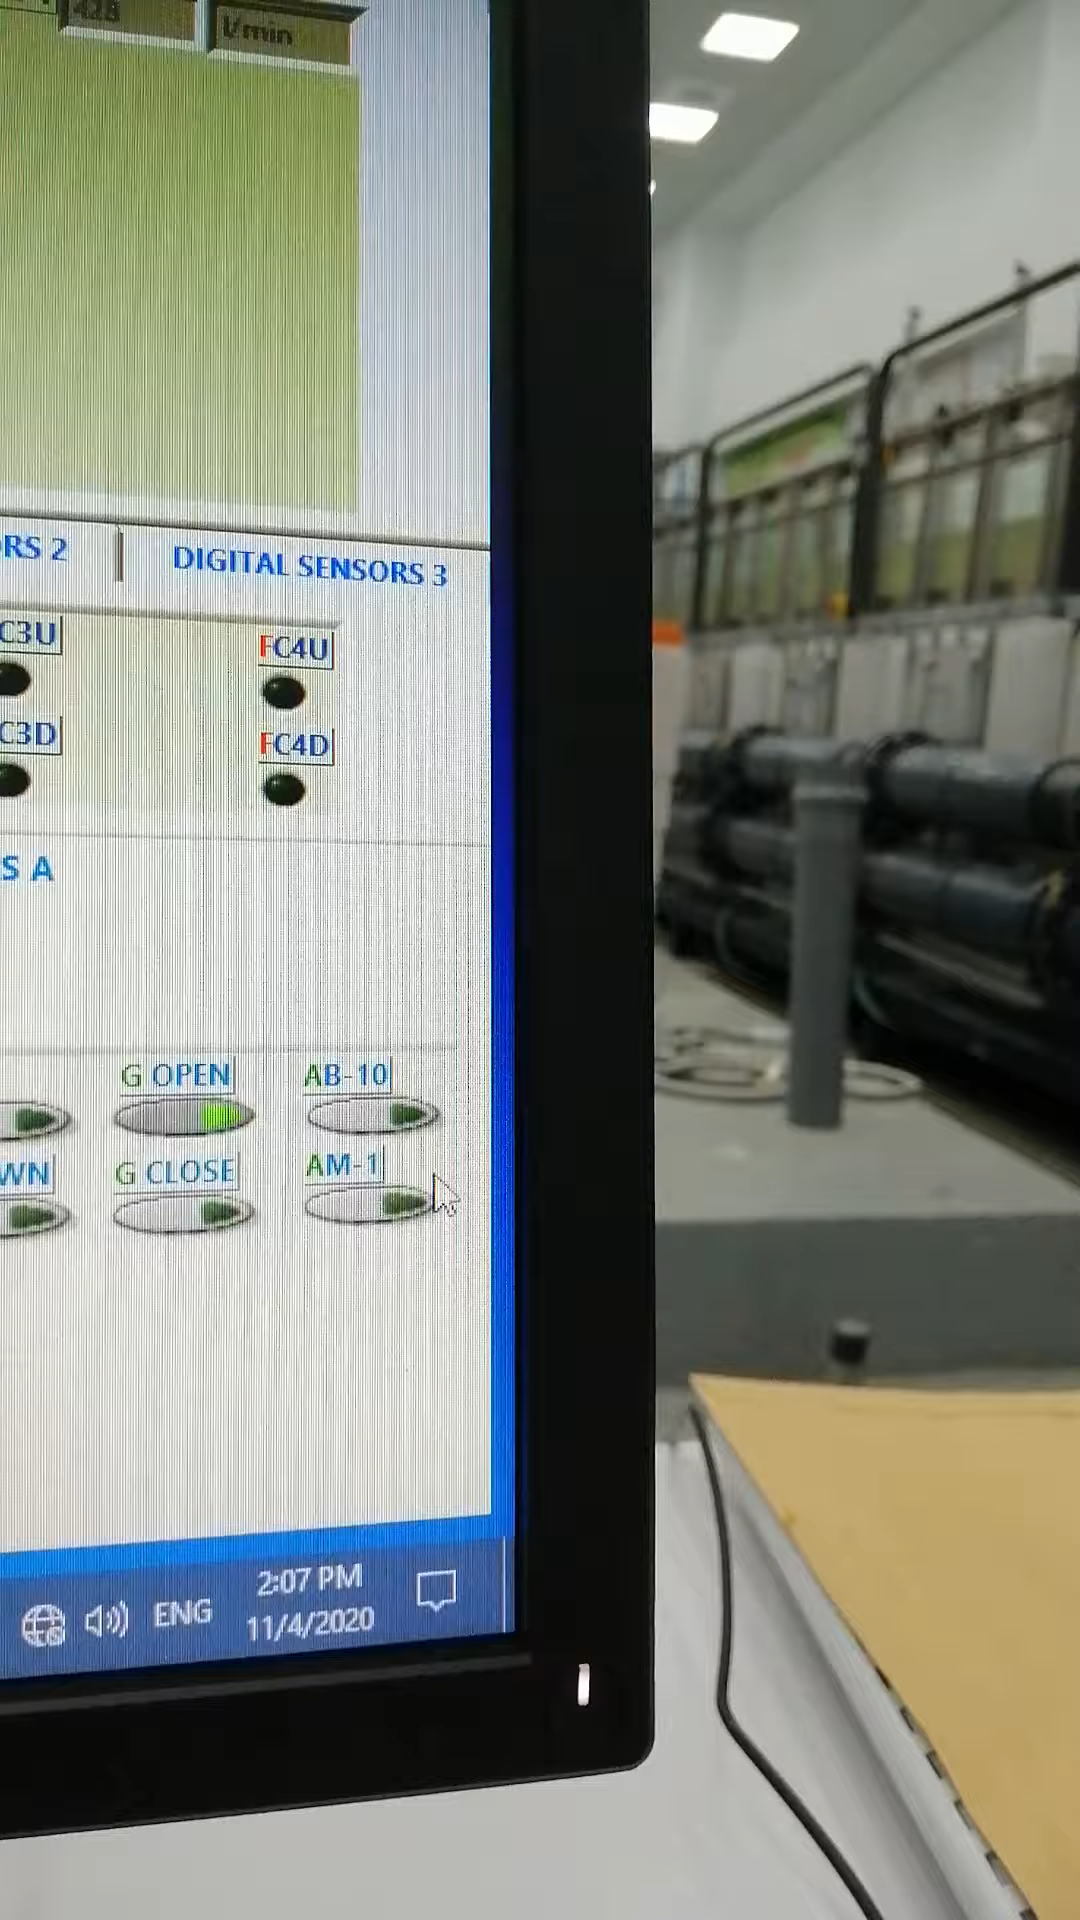 l/min
RS 2
DIGITAL SENSORS 3
C3U
FC4U
C3D
FC4D
S A
G OPEN
AB-10
WN
G CLOSE
AM-1
ENG
2:07 PM
11/4/2020